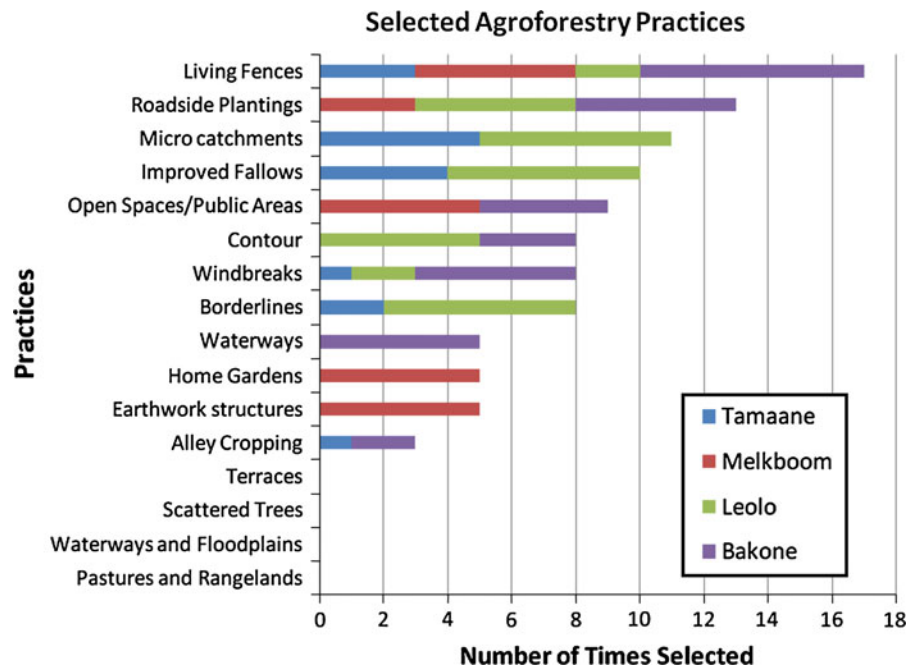 Selected Agroforestry Practices
Practices
Living Fences
Roadside Plantings
Micro catchments
Improved Fallows
Open Spaces/Public Areas
Contour
Windbreaks
Borderlines
Waterways
Home Gardens
Earthwork structures
Alley Cropping
Terraces
Scattered Trees
Waterways and Floodplains
Pastures and Rangelands
Tamaane
Melkboom
Leolo
Bakone
0 2 4 6 8 10 12 14 16 18
Number of Times Selected